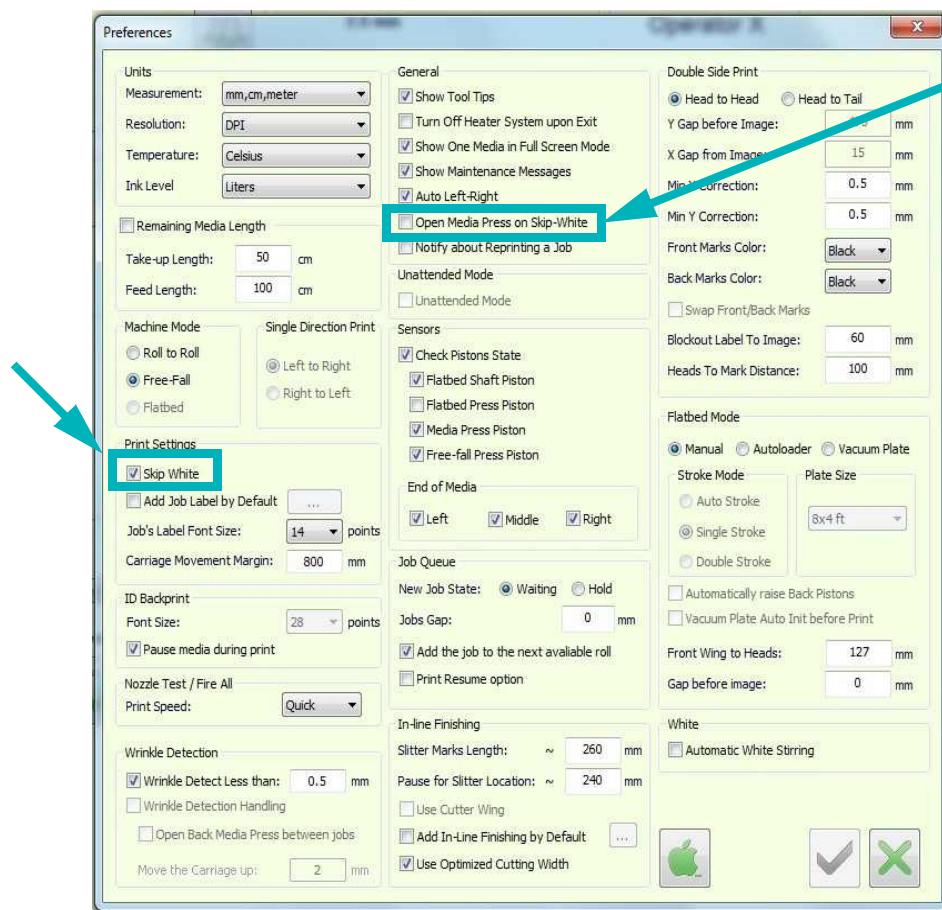 Operator X
Preferences
Units
Measurement: mm,cm,meter
Resolution: DPI
Temperature: Celsius
Ink Level Liters
Remaining Media Length
Take-up Length: 50 cm
Feed Length: 100 cm
Machine Mode
Roll to Roll
Free-Fall
Flatbed
Single Direction Print
Left to Right
Right to Left
Print Settings
Skip White
Add Job Label by Default ...
Job's Label Font Size: 14 points
Carriage Movement Margin: 800 mm
ID Backprint
Font Size: 28 points
Pause media during print
Nozzle Test / Fire All
Print Speed: Quick
Wrinkle Detection
Wrinkle Detect Less than: 0.5 mm
Wrinkle Detection Handling
Open Back Media Press between jobs
Move the Carriage up: 2 mm
General
Show Tool Tips
Turn Off Heater System upon Exit
Show One Media in Full Screen Mode
Show Maintenance Messages
Auto Left-Right
Open Media Press on Skip-White
Notify about Reprinting a Job
Unattended Mode
Unattended Mode
Sensors
Check Pistons State
Flatbed Shaft Piston
Flatbed Press Piston
Media Press Piston
Free-fall Press Piston
End of Media
Left Middle Right
Job Queue
New Job State: Waiting Hold
Jobs Gap: 0 mm
Add the job to the next avaliable roll
Print Resume option
In-line Finishing
Slitter Marks Length: ~ 260 mm
Pause for Slitter Location: ~ 240 mm
Use Cutter Wing
Add In-Line Finishing by Default ...
Use Optimized Cutting Width
Double Side Print
Head to Head Head to Tail
Y Gap before Image: mm
X Gap from Image: 15 mm
Min Y Correction: 0.5 mm
Min Y Correction: 0.5 mm
Front Marks Color: Black
Back Marks Color: Black
Swap Front/Back Marks
Blockout Label To Image: 60 mm
Heads To Mark Distance: 100 mm
Flatbed Mode
Manual Autoloader Vacuum Plate
Stroke Mode
Auto Stroke
Single Stroke
Double Stroke
Plate Size
8x4 ft
Automatically raise Back Pistons
Vacuum Plate Auto Init before Print
Front Wing to Heads: 127 mm
Gap before image: 0 mm
White
Automatic White Stirring